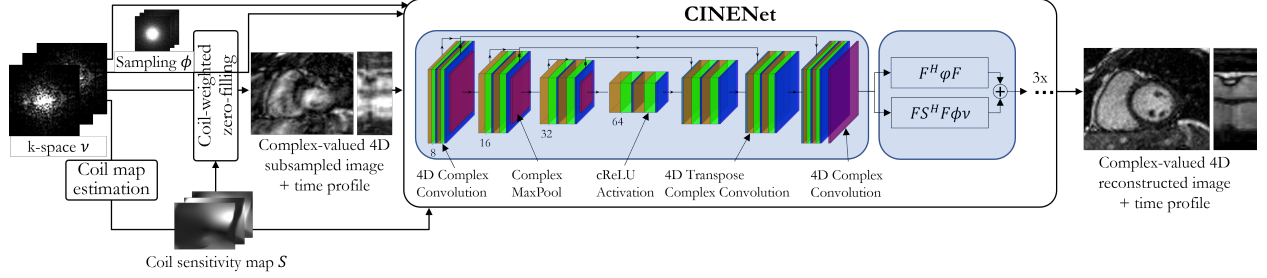 CINENet
Sampling ϕ
k-space ν
Coil map
estimation
Coil-weighted
zero-filling
Complex-valued 4D
subsampled image
+ time profile
Coil sensitivity map S
8
16
32
64
4D Complex
Convolution
Complex
MaxPool
cReLU
Activation
4D Transpose
Complex Convolution
4D Complex
Convolution
F^H φF
FS^H Fϕν
+
3x
...
Complex-valued 4D
reconstructed image
+ time profile